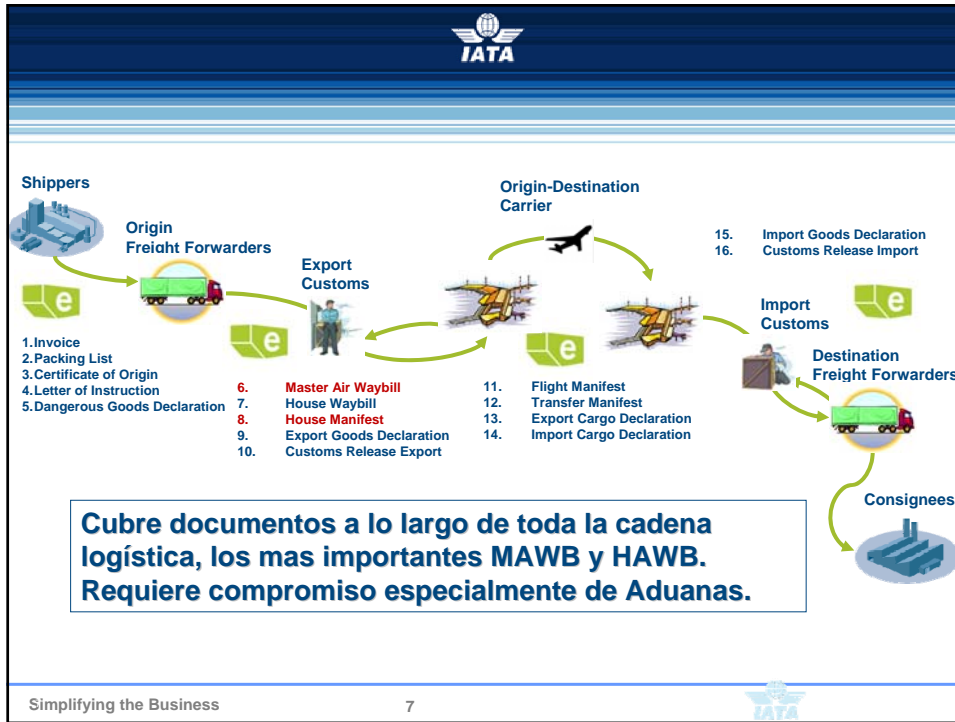 IATA
Shippers
Origin
Freight Forwarders
Export
Customs
Origin-Destination
Carrier
15. Import Goods Declaration
16. Customs Release Import
Import
Customs
Destination
Freight Forwarders
Consignees
e
e
e
e
1.Invoice
2.Packing List
3.Certificate of Origin
4.Letter of Instruction
5.Dangerous Goods Declaration
6. Master Air Waybill
7. House Waybill
8. House Manifest
9. Export Goods Declaration
10. Customs Release Export
11. Flight Manifest
12. Transfer Manifest
13. Export Cargo Declaration
14. Import Cargo Declaration
Cubre documentos a lo largo de toda la cadena
logística, los mas importantes MAWB y HAWB.
Requiere compromiso especialmente de Aduanas.
Simplifying the Business
7
IATA